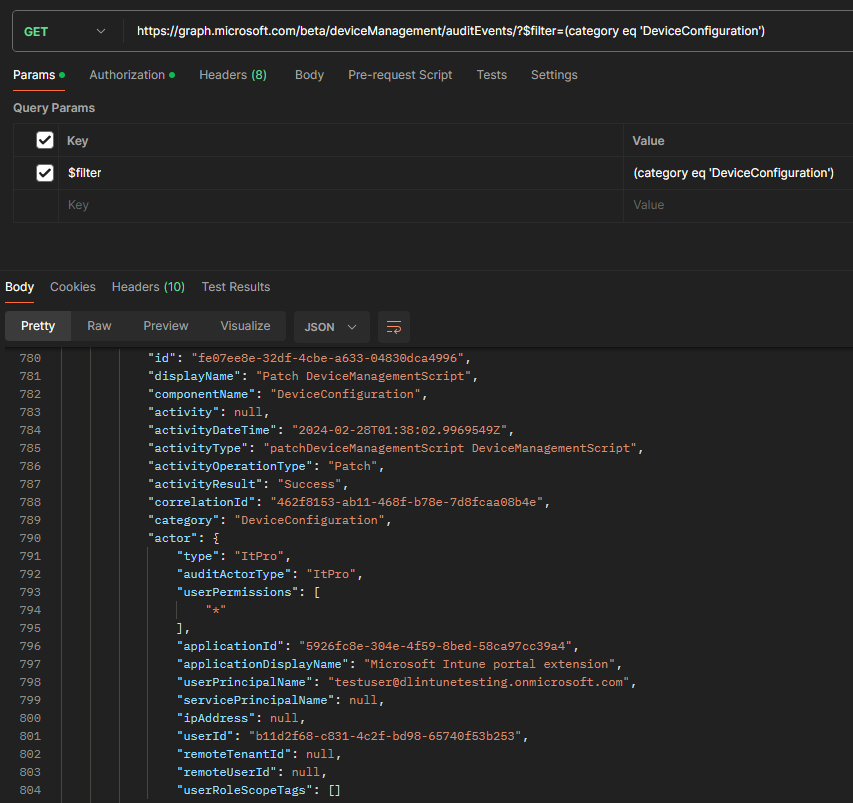 GET https://graph.microsoft.com/beta/deviceManagement/auditEvents/?$filter=(category eq 'DeviceConfiguration')
Params Authorization Headers (8) Body Pre-request Script Tests Settings
Query Params
Key Value
$filter (category eq 'DeviceConfiguration')
Key Value
Body Cookies Headers (10) Test Results
Pretty Raw Preview Visualize JSON
780 "id": "fe07ee8e-32df-4cbe-a633-04830dca4996",
781 "displayName": "Patch DeviceManagementScript",
782 "componentName": "DeviceConfiguration",
783 "activity": null,
784 "activityDateTime": "2024-02-28T01:38:02.9969549Z",
785 "activityType": "patchDeviceManagementScript DeviceManagementScript",
786 "activityOperationType": "Patch",
787 "activityResult": "Success",
788 "correlationId": "462f8153-ab11-468f-b78e-7d8fcaa08b4e",
789 "category": "DeviceConfiguration",
790 "actor": {
791 "type": "ItPro",
792 "auditActorType": "ItPro",
793 "userPermissions": [
794 "*"
795 ],
796 "applicationId": "5926fc8e-304e-4f59-8bed-58ca97cc39a4",
797 "applicationDisplayName": "Microsoft Intune portal extension",
798 "userPrincipalName": "testuser@dlintunetesting.onmicrosoft.com",
799 "servicePrincipalName": null,
800 "ipAddress": null,
801 "userId": "b11d2f68-c831-4c2f-bd98-65740f53b253",
802 "remoteTenantId": null,
803 "remoteUserId": null,
804 "userRoleScopeTags": []